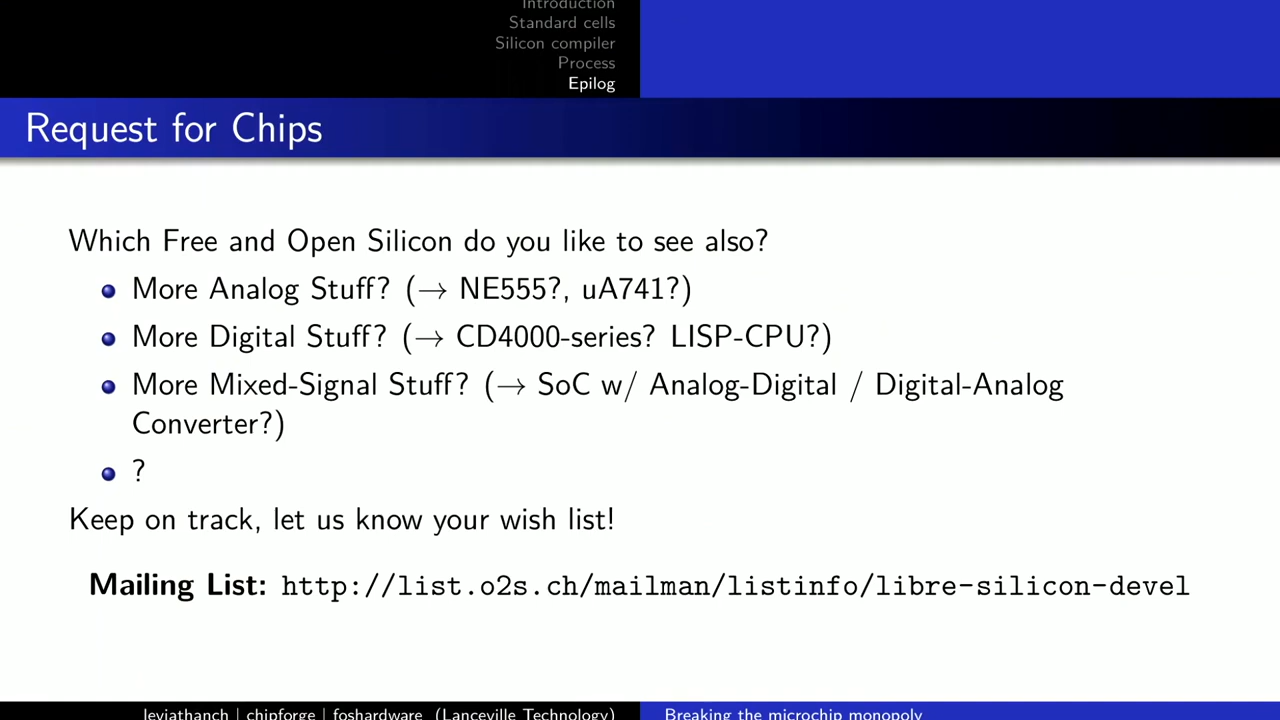 Introduction
Standard cells
Silicon compiler
Process
Epilog
Request for Chips
Which Free and Open Silicon do you like to see also?
More Analog Stuff? (→ NE555?, uA741?)
More Digital Stuff? (→ CD4000-series? LISP-CPU?)
More Mixed-Signal Stuff? (→ SoC w/ Analog-Digital / Digital-Analog
Converter?)
?
Keep on track, let us know your wish list!
Mailing List: http://list.o2s.ch/mailman/listinfo/libre-silicon-devel
leviathanch | chipforge | foshardware (Lanceville Technology)
Breaking the microchip monopoly